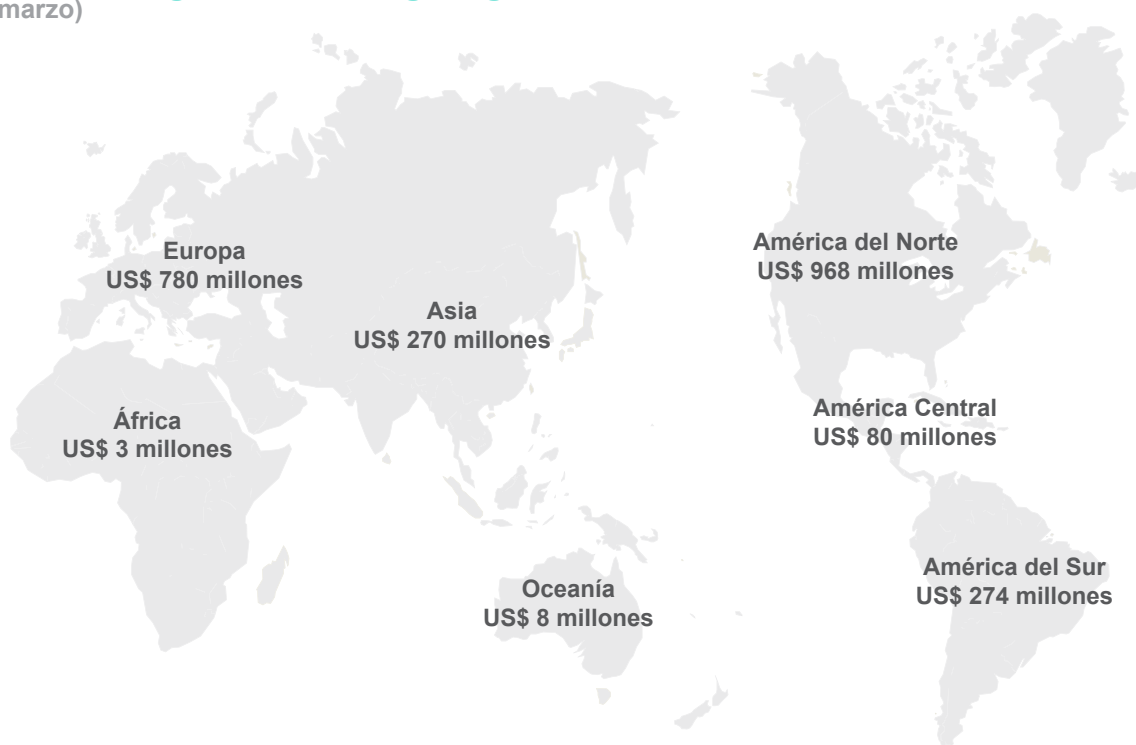 marzo)
Europa
US$ 780 millones
Asia
US$ 270 millones
África
US$ 3 millones
Oceanía
US$ 8 millones
América del Norte
US$ 968 millones
América Central
US$ 80 millones
América del Sur
US$ 274 millones